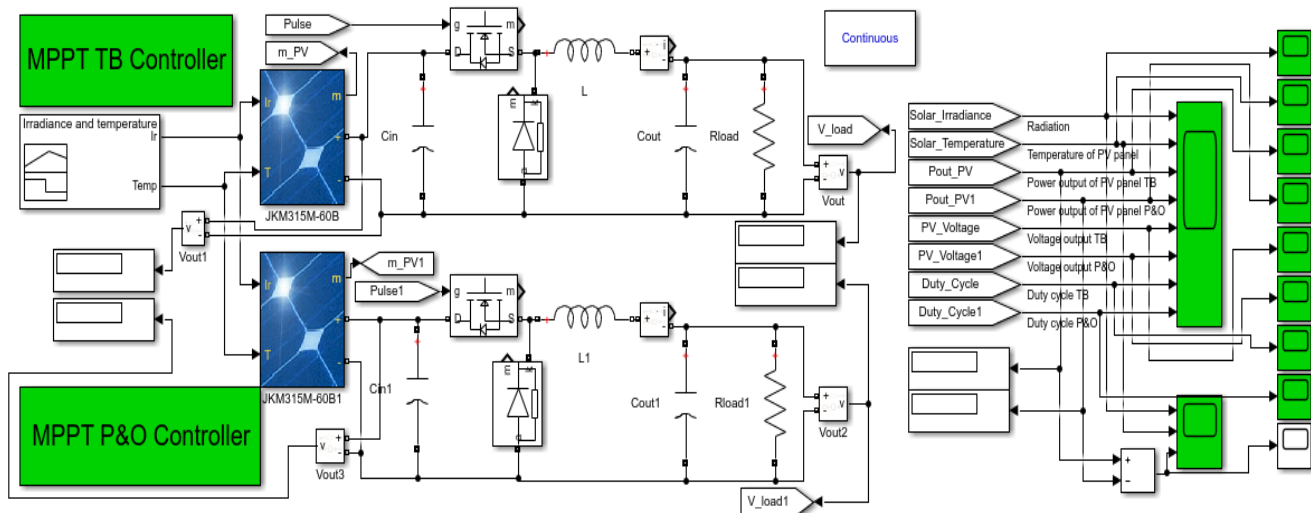 MPPT TB Controller
Irradiance and temperature
Ir
Temp
Pulse
m_PV
Ir
T
m
+
-
JKM315M-60B
Cin
g
m
D
S
m
L
+
i
Cout
Rload
Continuous
V_load
+
-
v
Vout
v
+
-
Vout1
MPPT P&O Controller
Ir
T
m
+
-
JKM315M-60B1
m_PV1
Pulse1
Cin1
g
m
D
S
m
L1
+
i
Cout1
Rload1
+
-
v
Vout2
v
+
-
Vout3
V_load1
Solar_Irradiance
Radiation
Solar_Temperature
Temperature of PV panel
Pout_PV
Power output of PV panel TB
Pout_PV1
Power output of PV panel P&O
PV_Voltage
Voltage output TB
PV_Voltage1
Voltage output P&O
Duty_Cycle
Duty cycle TB
Duty_Cycle1
Duty cycle P&O
+
-